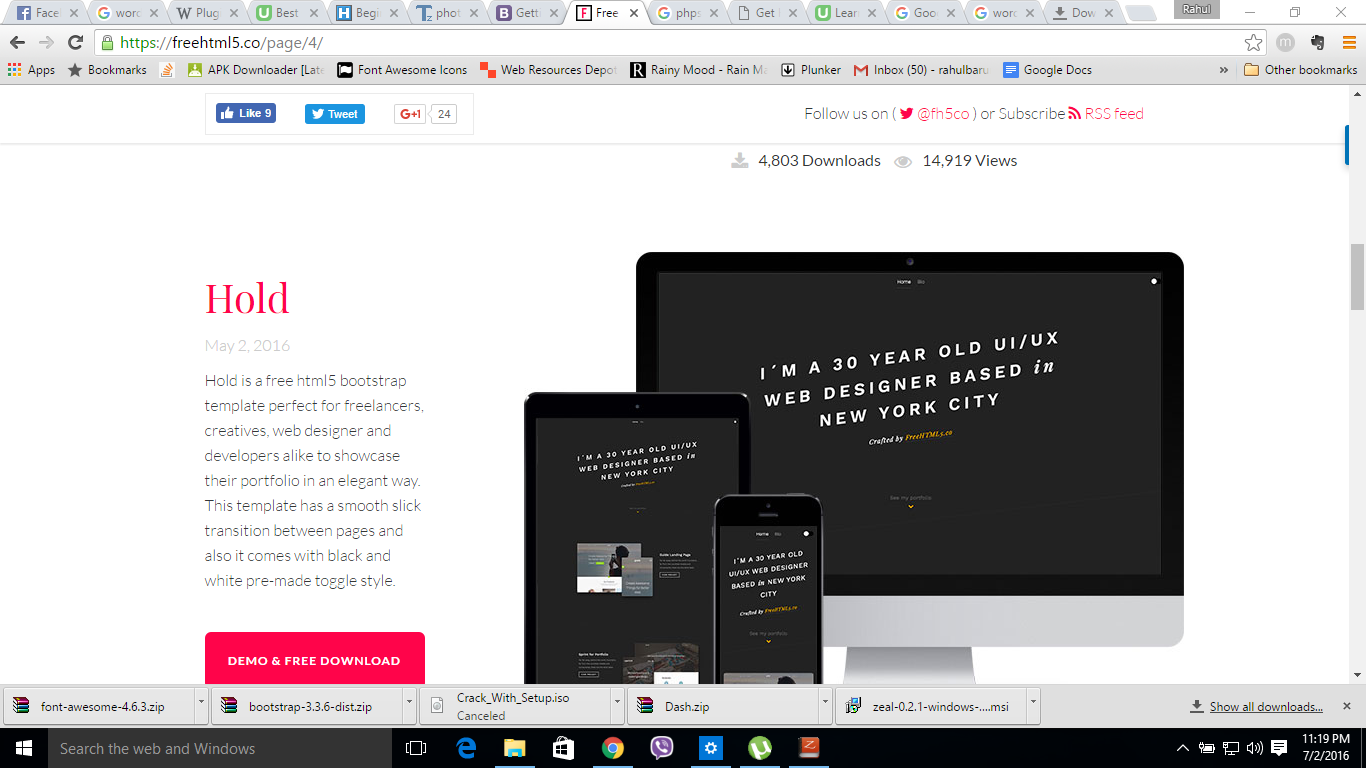 Face
word
Plug
Best
Begi
phot
Gett
Free
phps
Get
Lear
Goo
word
Dow
Rahul
https://freehtml5.co/page/4/
Apps
Bookmarks
APK Downloader [Late
Font Awesome Icons
Web Resources Depot
Rainy Mood - Rain Ma
Plunker
Inbox (50) - rahulbaru
Google Docs
»
Other bookmarks
Like 9
Tweet
G+1
24
Follow us on ( @fh5co ) or Subscribe RSS feed
4,803 Downloads
14,919 Views
Hold
May 2, 2016
Hold is a free html5 bootstrap
template perfect for freelancers,
creatives, web designer and
developers alike to showcase
their portfolio in an elegant way.
This template has a smooth slick
transition between pages and
also it comes with black and
white pre-made toggle style.
DEMO & FREE DOWNLOAD
Home
I´M A 30 YEAR OLD UI/UX
WEB DESIGNER BASED in
NEW YORK CITY
Crafted by FreeHTML5.co
See my portfolio
I´M A 30 YEAR OLD UI/UX
WEB DESIGNER BASED in
NEW YORK CITY
Crafted by FreeHTML5.co
Guide Landing Page
Sprint for Portfolio
Home
I´M A 30 YEAR OLD
UI/UX WEB DESIGNER
BASED in NEW YORK
CITY
Crafted by FreeHTML5.co
See my portfolio
font-awesome-4.6.3.zip
bootstrap-3.3.6-dist.zip
Crack_With_Setup.iso
Canceled
Dash.zip
zeal-0.2.1-windows-....msi
Show all downloads...
Search the web and Windows
11:19 PM
7/2/2016